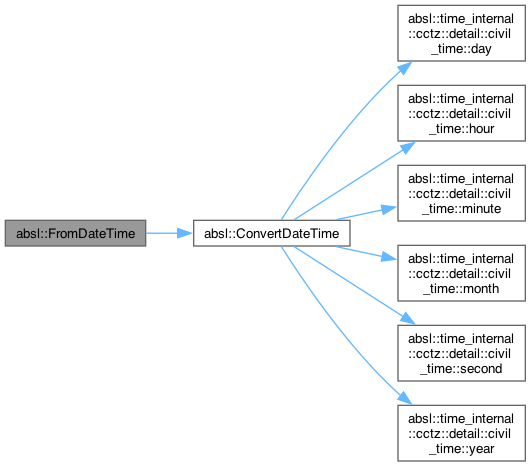 absl::FromDateTime
absl::ConvertDateTime
absl::time_internal
::cctz::detail::civil
_time::day
absl::time_internal
::cctz::detail::civil
_time::hour
absl::time_internal
::cctz::detail::civil
_time::minute
absl::time_internal
::cctz::detail::civil
_time::month
absl::time_internal
::cctz::detail::civil
_time::second
absl::time_internal
::cctz::detail::civil
_time::year